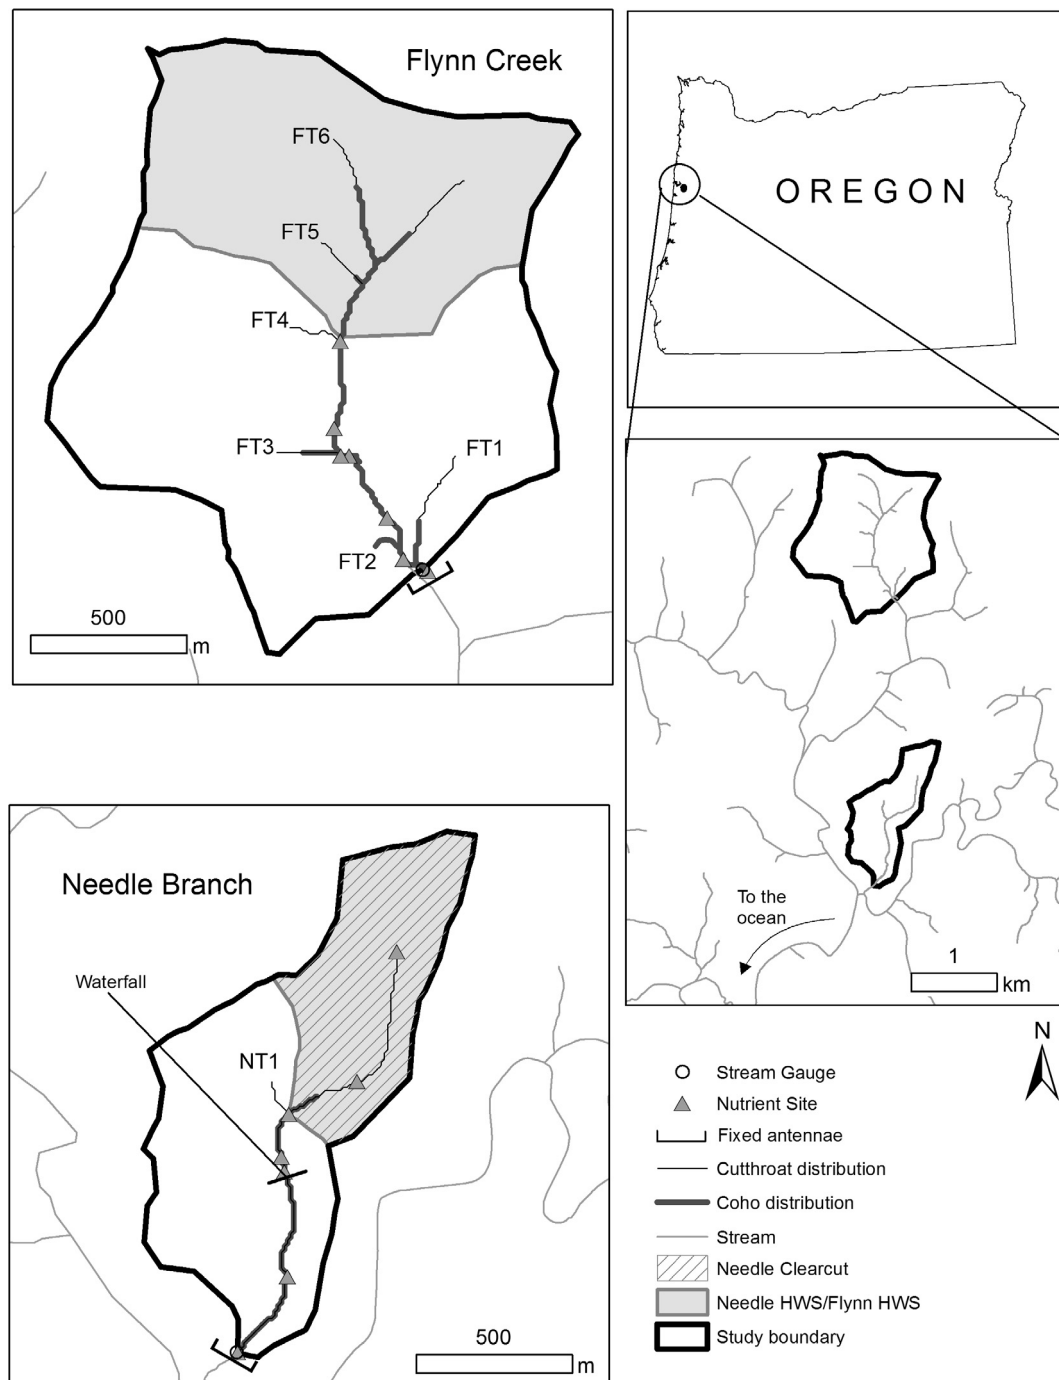 Flynn Creek
FT6
FT5
FT4
FT3
FT1
FT2
500
m
OREGON
To the
ocean
1
km
Needle Branch
Waterfall
NT1
500
m
N
Stream Gauge
Nutrient Site
Fixed antennae
Cutthroat distribution
Coho distribution
Stream
Needle Clearcut
Needle HWS/Flynn HWS
Study boundary